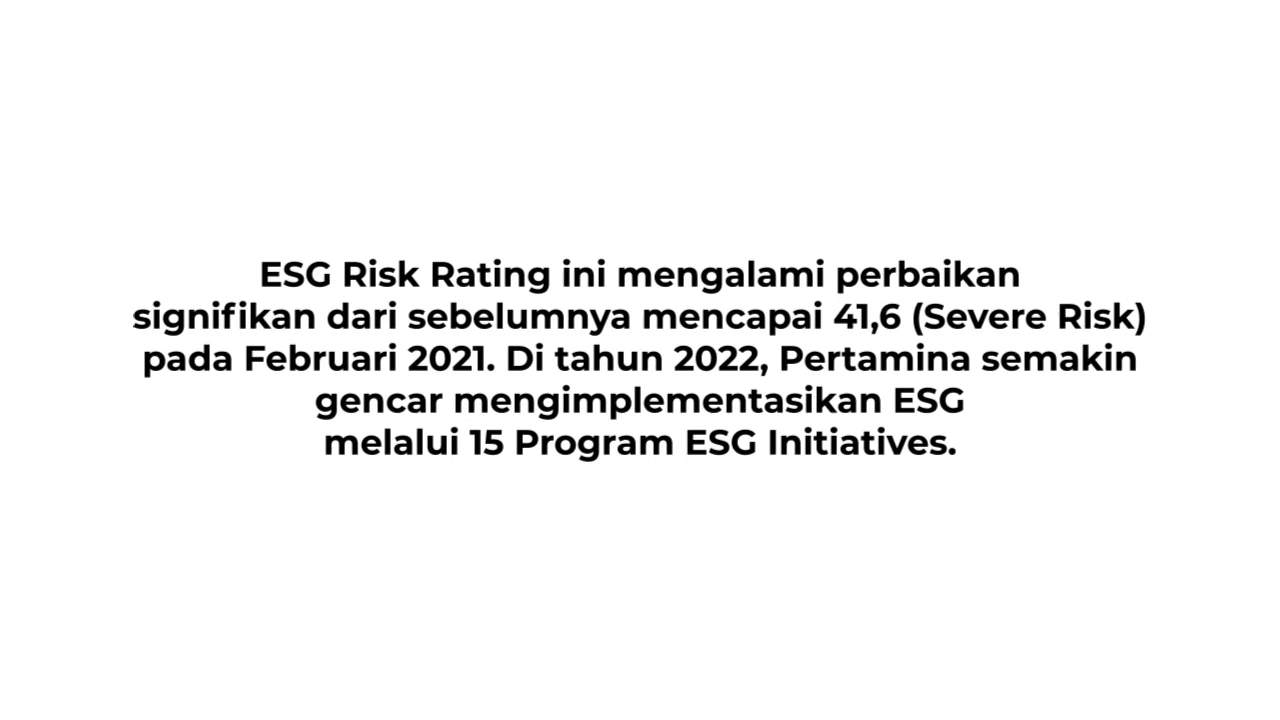 ESG Risk Rating ini mengalami perbaikan
signifikan dari sebelumnya mencapai 41,6 (Severe Risk)
pada Februari 2021. Di tahun 2022, Pertamina semakin
gencar mengimplementasikan ESG
melalui 15 Program ESG Initiatives.